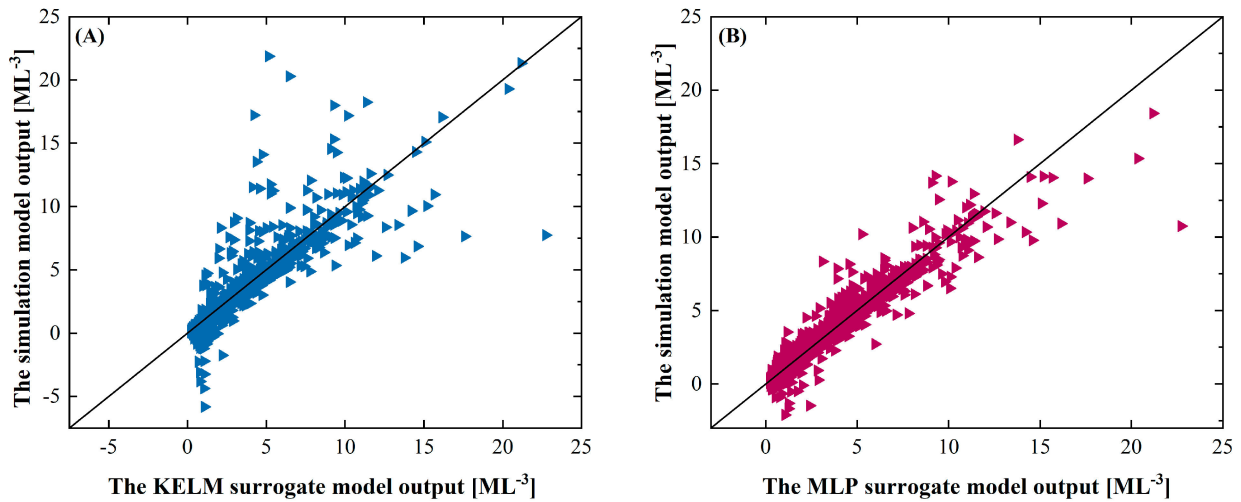 (A)
The simulation model output [ML⁻³]
25
20
15
10
5
0
-5
-5 0 5 10 15 20 25
The KELM surrogate model output [ML⁻³]
(B)
The simulation model output [ML⁻³]
25
20
15
10
5
0
0 5 10 15 20 25
The MLP surrogate model output [ML⁻³]